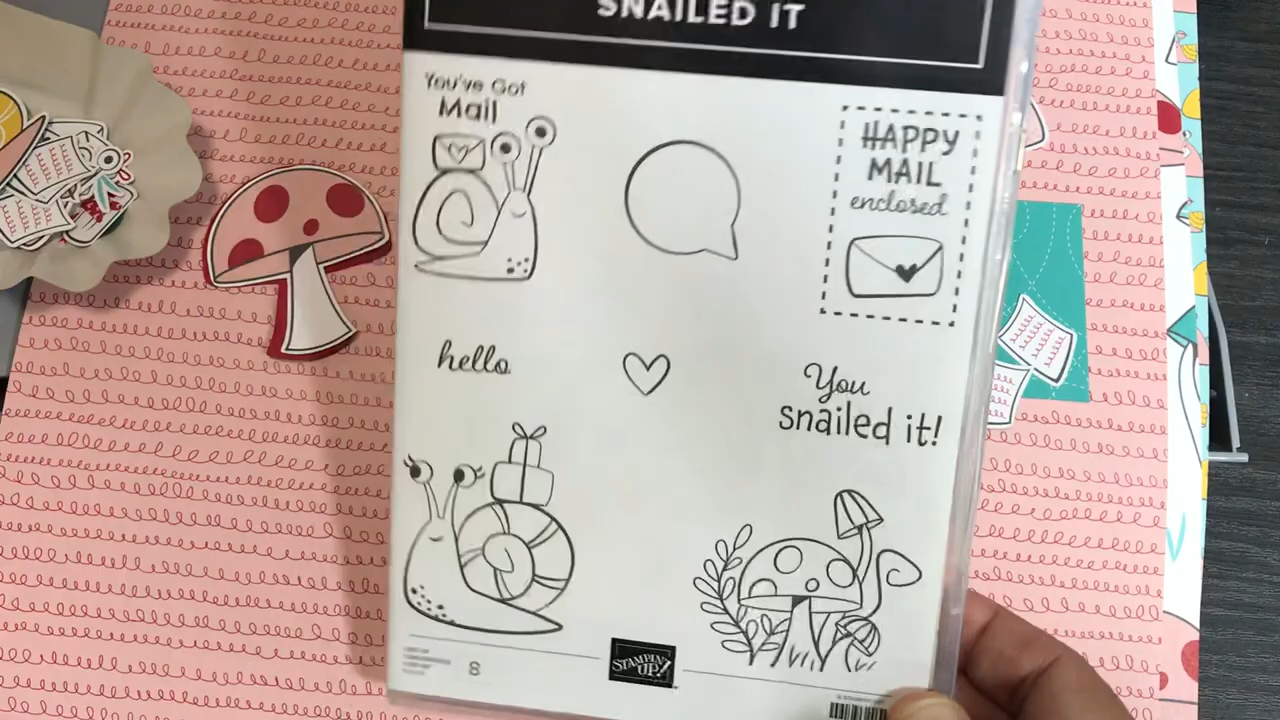 SNAILED IT
You've Got
Mail
HAPPY
MAIL
enclosed
hello
You
snailed it!
8
STAMPIN'
UP!